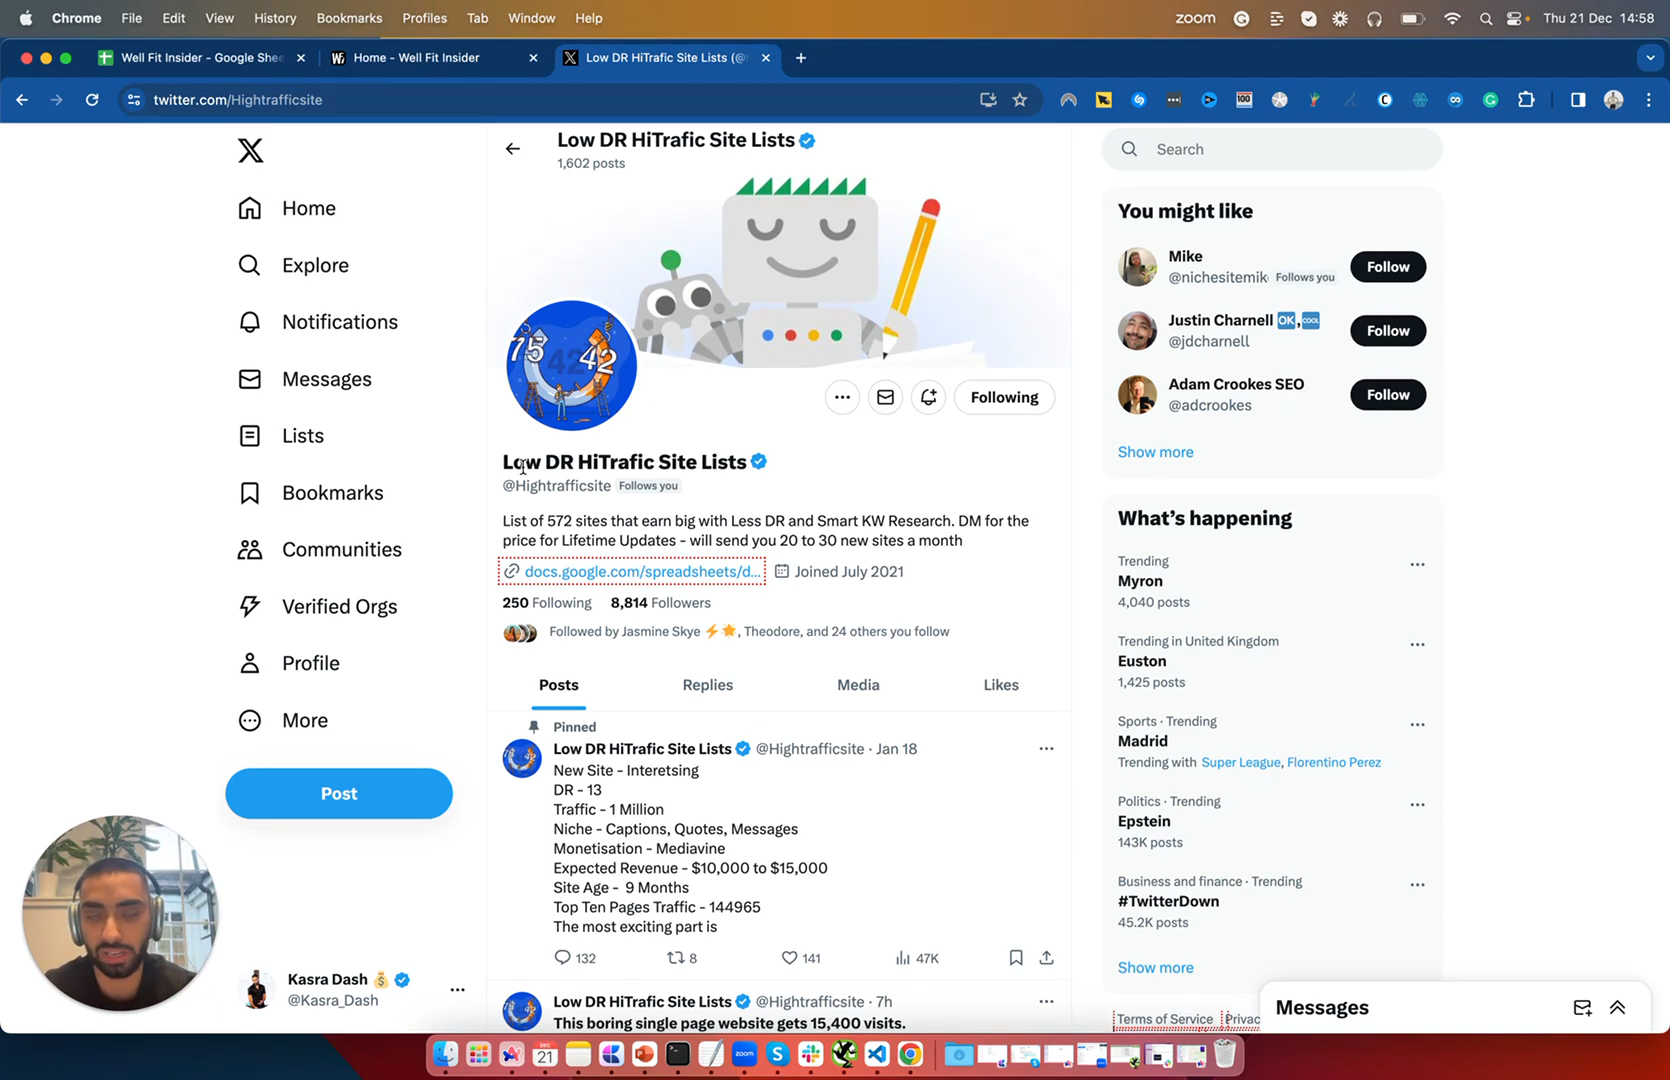 Chrome File Edit View History Bookmarks Profiles Tab Window Help
zoom Thu 21 Dec 14:58
Well Fit Insider - Google Shee
Home - Well Fit Insider
Low DR HiTrafic Site Lists (@
twitter.com/Hightrafficsite
100
Low DR HiTrafic Site Lists
1,602 posts
Home
Explore
Notifications
Messages
Lists
Bookmarks
Communities
Verified Orgs
Profile
More
Post
Kasra Dash
@Kasra_Dash
75 42 42
Following
Low DR HiTrafic Site Lists
@Hightrafficsite Follows you
List of 572 sites that earn big with Less DR and Smart KW Research. DM for the
price for Lifetime Updates - will send you 20 to 30 new sites a month
docs.google.com/spreadsheets/d... Joined July 2021
250 Following 8,814 Followers
Followed by Jasmine Skye ⚡⭐, Theodore, and 24 others you follow
Posts Replies Media Likes
Pinned
Low DR HiTrafic Site Lists @Hightrafficsite · Jan 18
New Site - Interetsing
DR - 13
Traffic - 1 Million
Niche - Captions, Quotes, Messages
Monetisation - Mediavine
Expected Revenue - $10,000 to $15,000
Site Age - 9 Months
Top Ten Pages Traffic - 144965
The most exciting part is
132 8 141 47K
Low DR HiTrafic Site Lists @Hightrafficsite · 7h
This boring single page website gets 15,400 visits.
Search
You might like
Mike
@nichesitemik Follows you
Follow
Justin Charnell OK , COOL
@jdcharnell
Follow
Adam Crookes SEO
@adcrookes
Follow
Show more
What's happening
Trending
Myron
4,040 posts
Trending in United Kingdom
Euston
1,425 posts
Sports · Trending
Madrid
Trending with Super League, Florentino Perez
Politics · Trending
Epstein
143K posts
Business and finance · Trending
#TwitterDown
45.2K posts
Show more
Terms of Service Privac
Messages
DEC
21
zoom